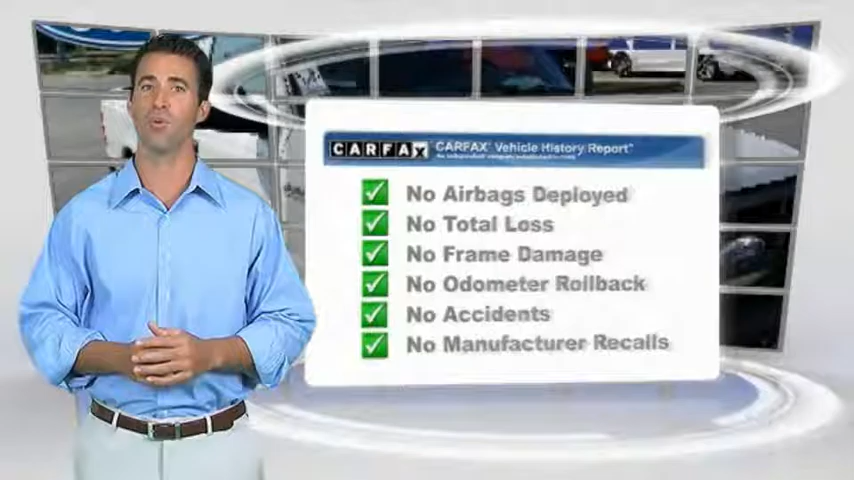 CARFAX CARFAX Vehicle History Report™
No Airbags Deployed
No Total Loss
No Frame Damage
No Odometer Rollback
No Accidents
No Manufacturer Recalls